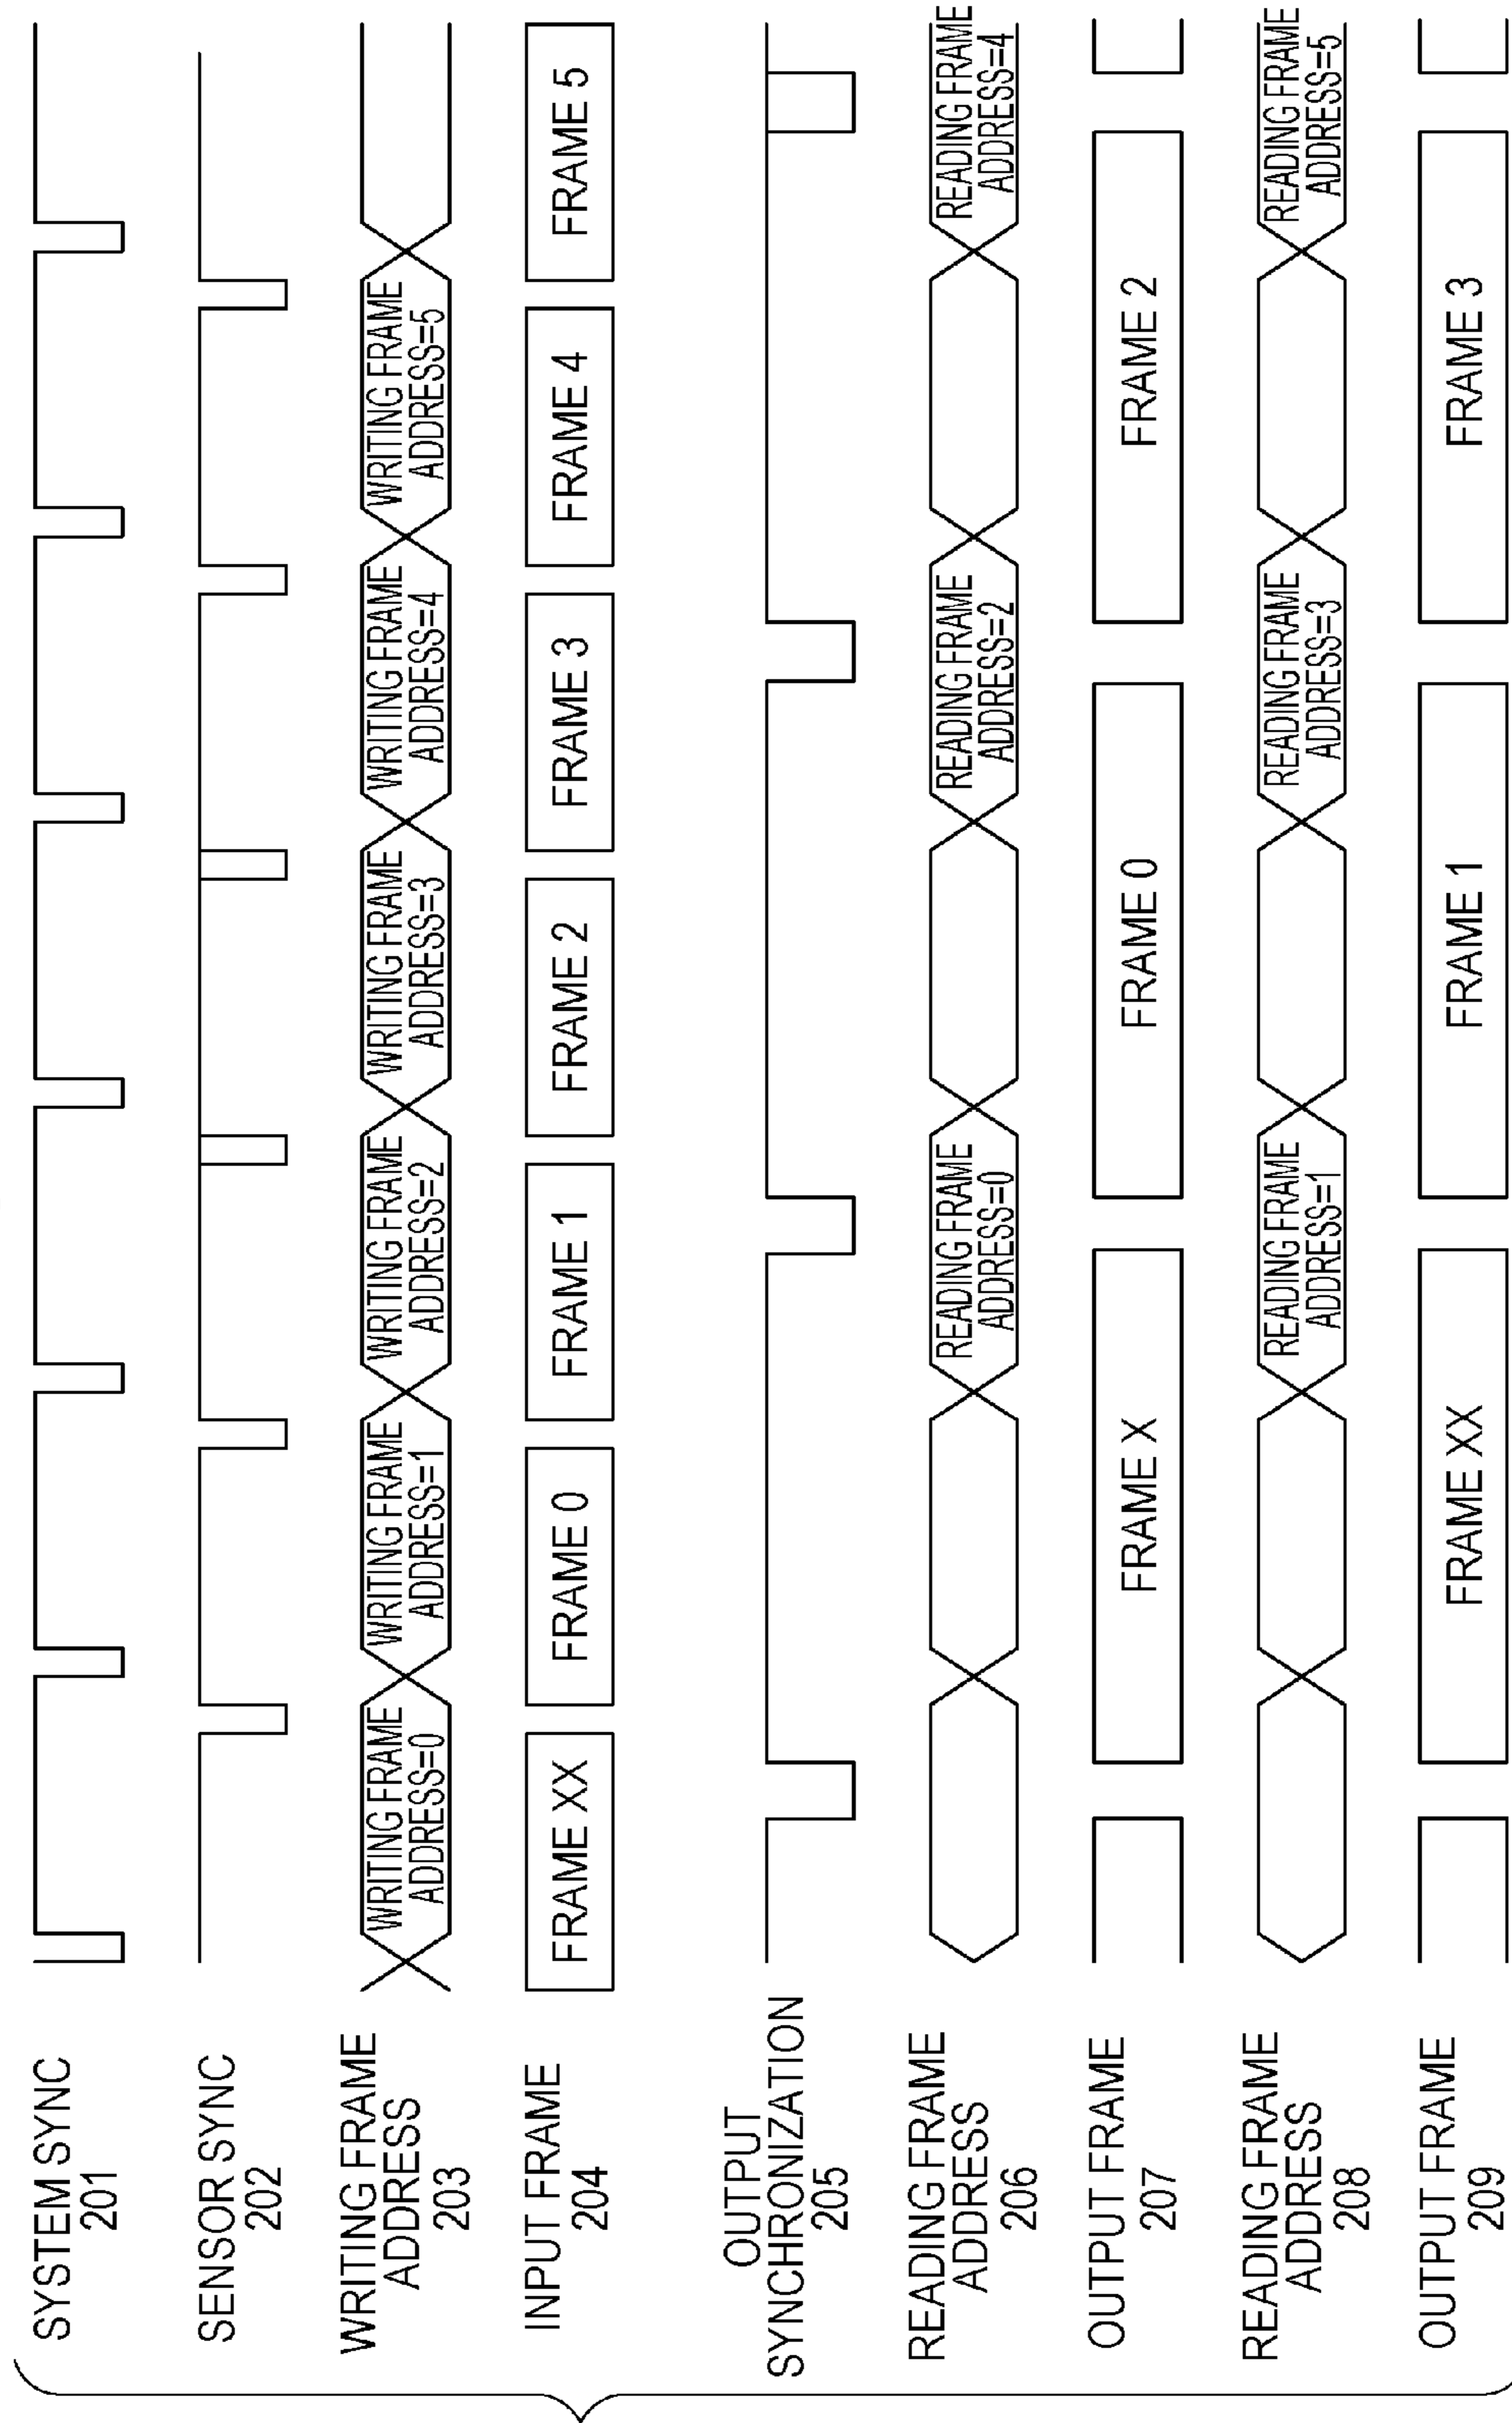 SYSTEM SYNC
201
SENSOR SYNC
202
WRITING FRAME
ADDRESS
203
WRITING FRAME
ADDRESS=0
WRITING FRAME
ADDRESS=1
WRITING FRAME
ADDRESS=2
WRITING FRAME
ADDRESS=3
WRITING FRAME
ADDRESS=4
WRITING FRAME
ADDRESS=5
INPUT FRAME
204
FRAME XX
FRAME 0
FRAME 1
FRAME 2
FRAME 3
FRAME 4
FRAME 5
OUTPUT
SYNCHRONIZATION
205
READING FRAME
ADDRESS
206
READING FRAME
ADDRESS=0
READING FRAME
ADDRESS=2
READING FRAME
ADDRESS=4
OUTPUT FRAME
207
FRAME X
FRAME 0
FRAME 2
READING FRAME
ADDRESS
208
READING FRAME
ADDRESS=1
READING FRAME
ADDRESS=3
READING FRAME
ADDRESS=5
OUTPUT FRAME
209
FRAME XX
FRAME 1
FRAME 3